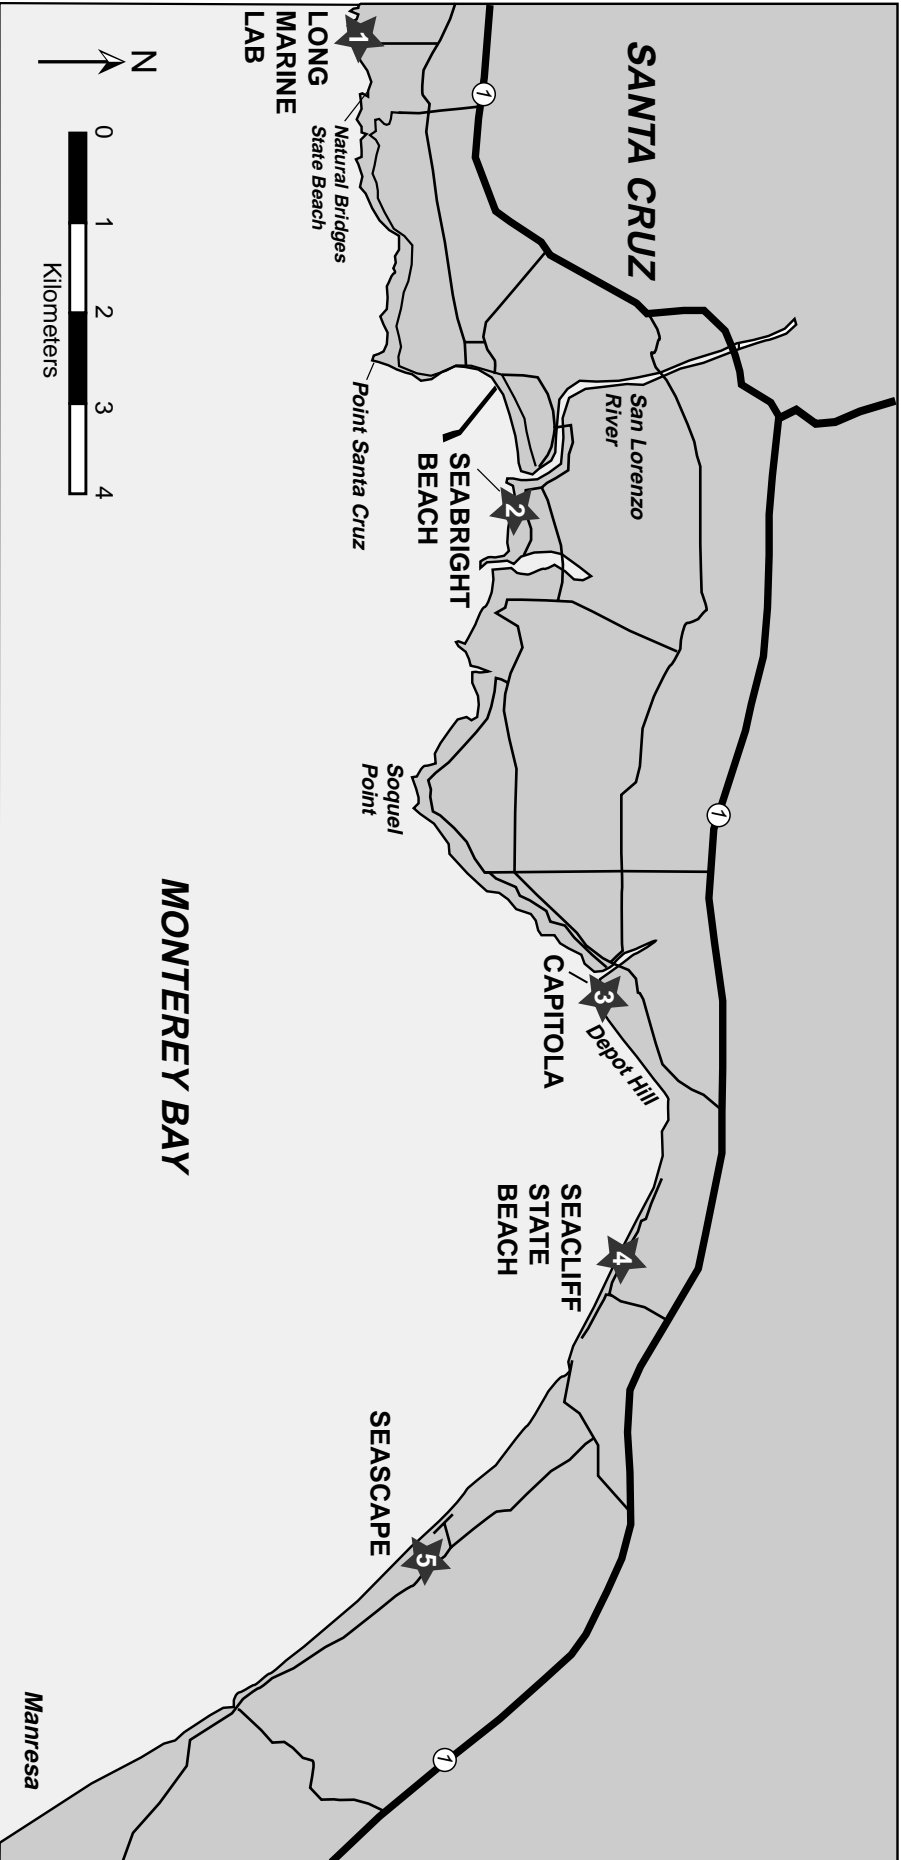 SANTA CRUZ
1
1
LONG
MARINE
LAB
N
0 1 2 3 4
Kilometers
Natural Bridges
State Beach
Point Santa Cruz
San Lorenzo
River
2
SEABRIGHT
BEACH
Soquel
Point
1
3
CAPITOLA
Depot Hill
MONTEREY BAY
4
SEACLIFF
STATE
BEACH
5
SEASCAPE
1
Manresa